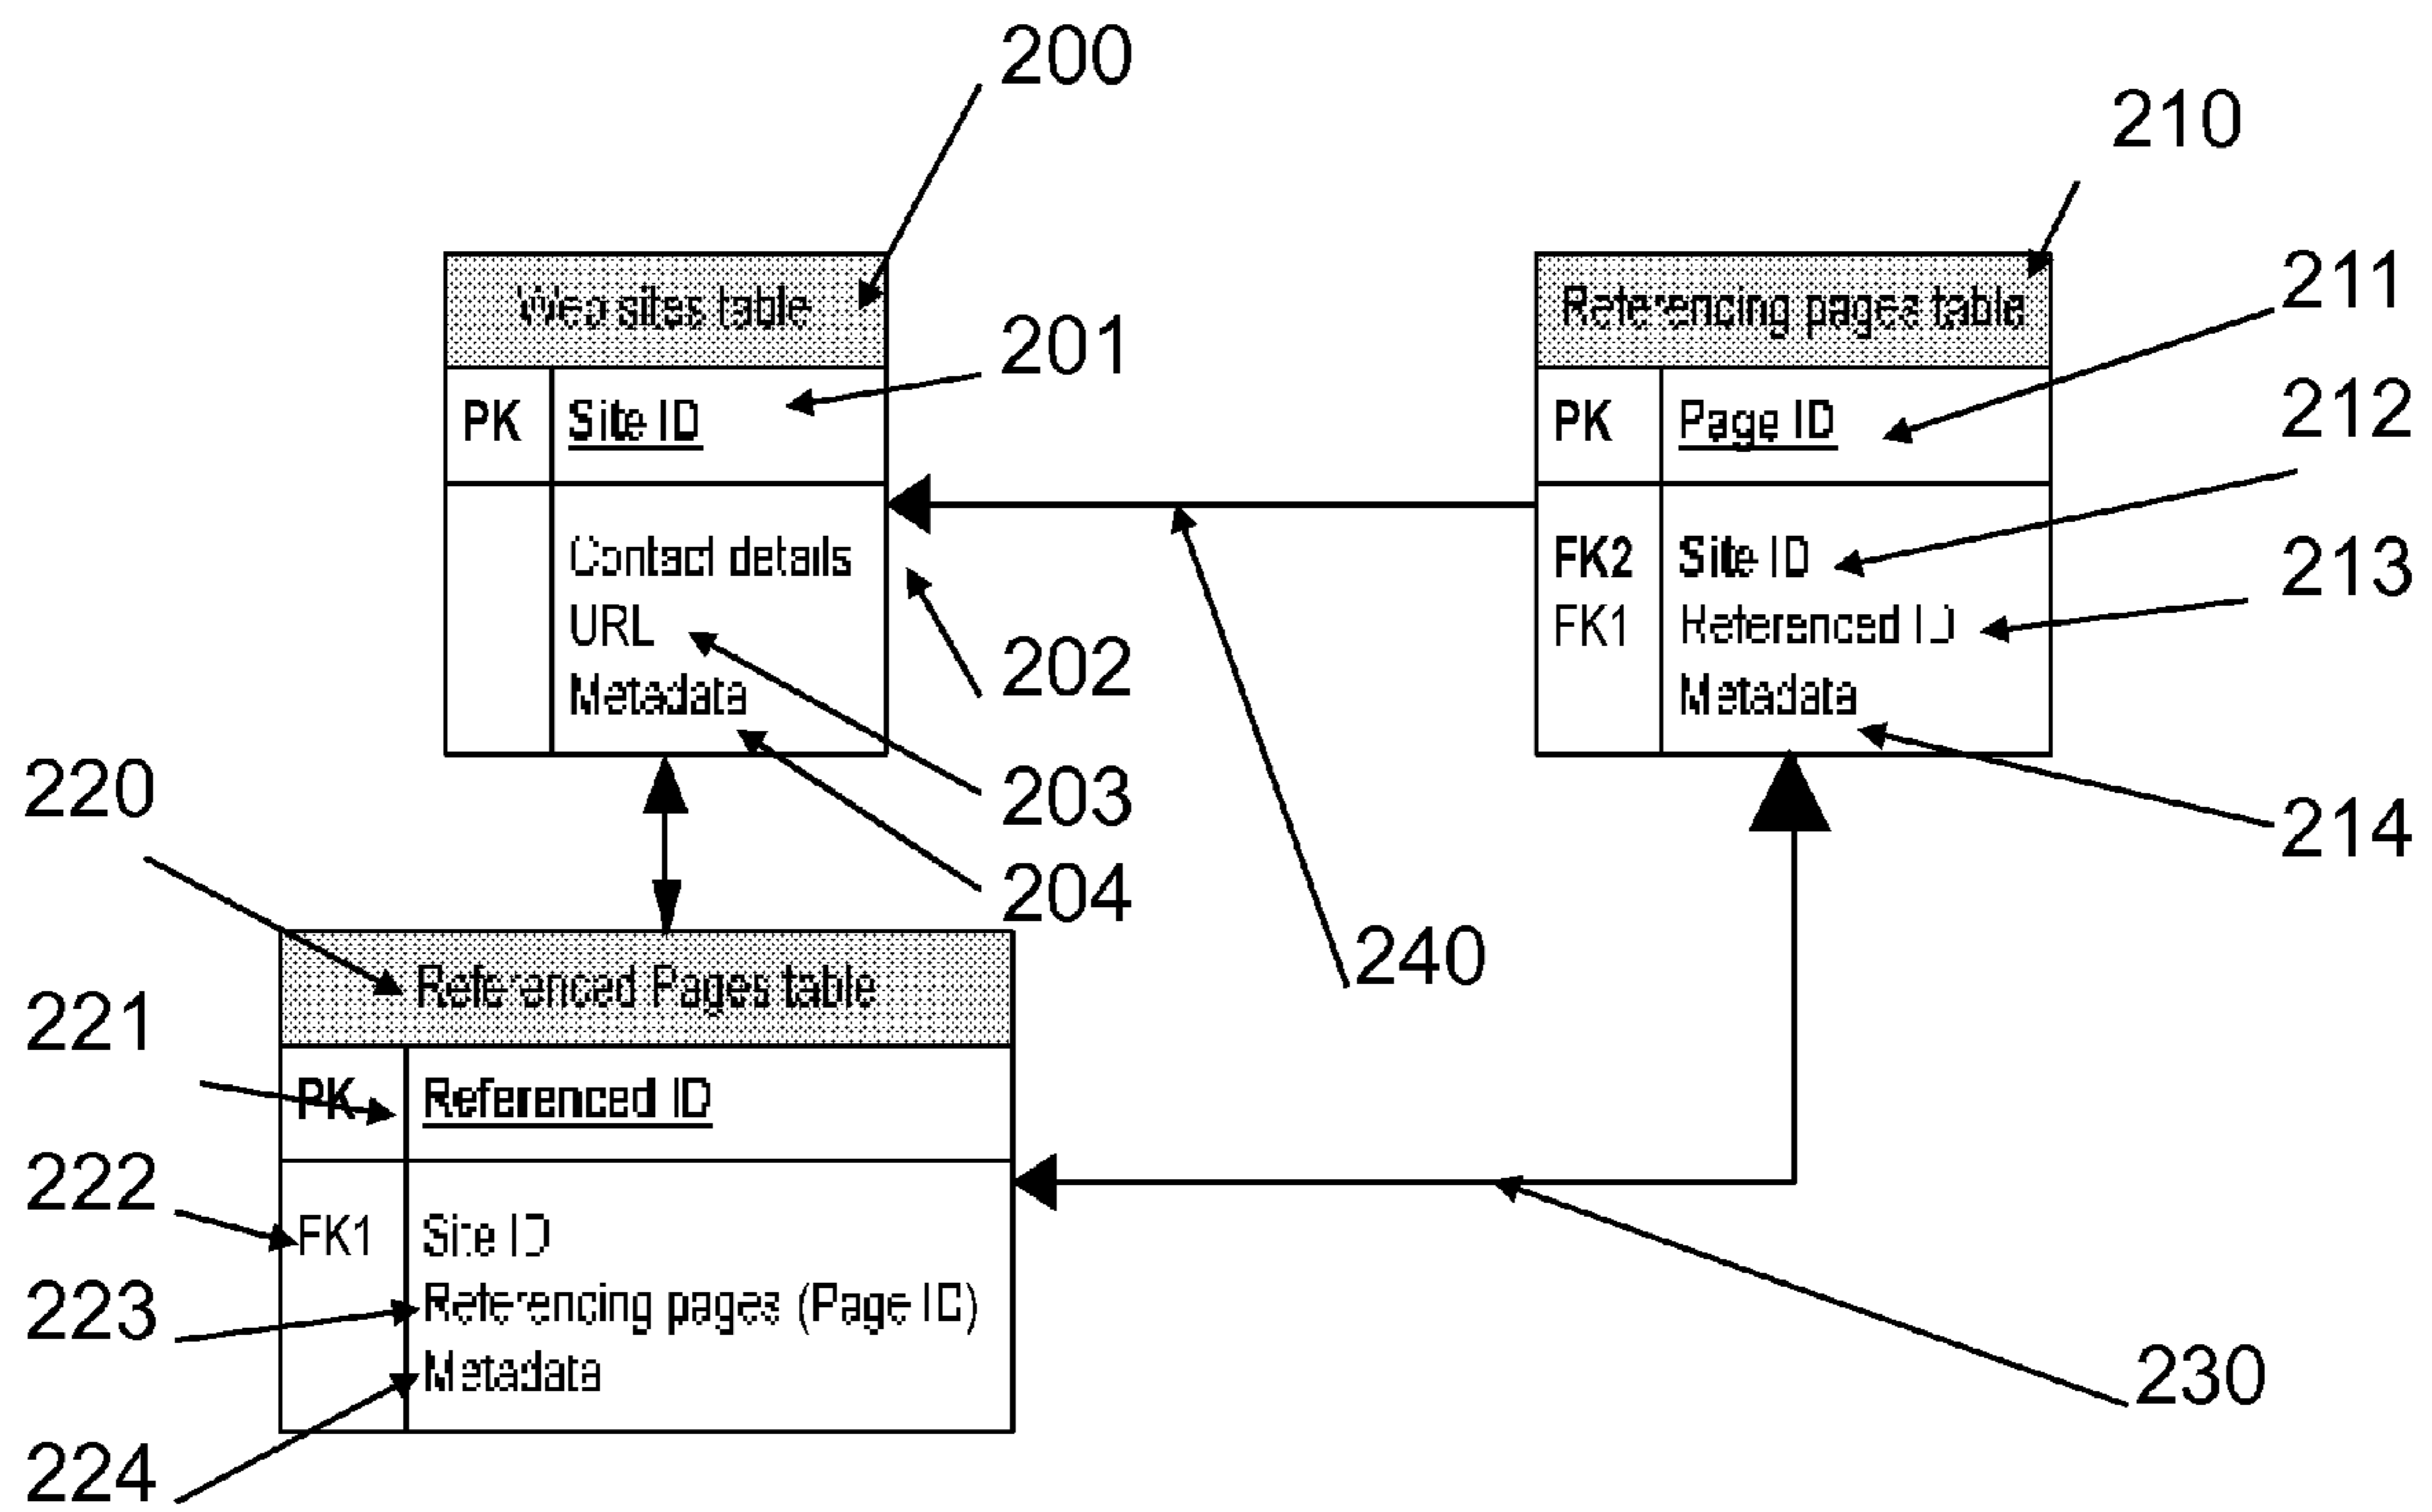 200
210
Web sites table
201
PK Site ID
Contact details
URL
Metadata
202
203
204
Referencing pages table
211
PK Page ID
212
FK2 Site ID
213
FK1 Referenced ID
Metadata
214
220
Referenced Pages table
221
PK Referenced ID
222
FK1 Site ID
223
Referencing pages (Page ID)
Metadata
224
240
230